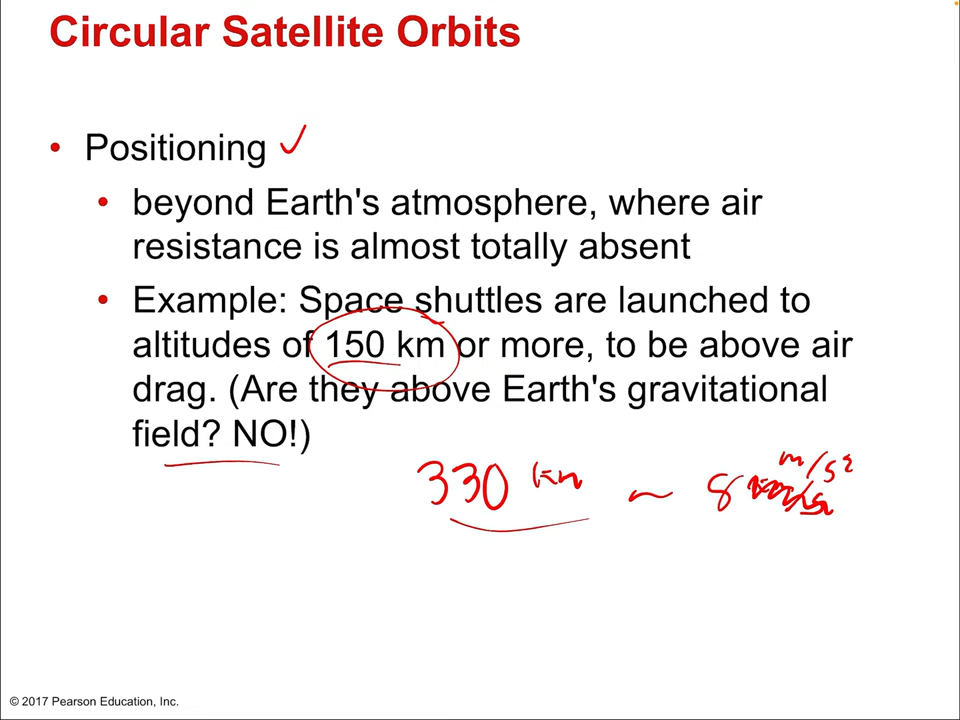 Circular Satellite Orbits
• Positioning ✓
• beyond Earth's atmosphere, where air
resistance is almost totally absent
• Example: Space shuttles are launched to
altitudes of 150 km or more, to be above air
drag. (Are they above Earth's gravitational
field? NO!)
330 km ~ 8 m/s²
© 2017 Pearson Education, Inc.